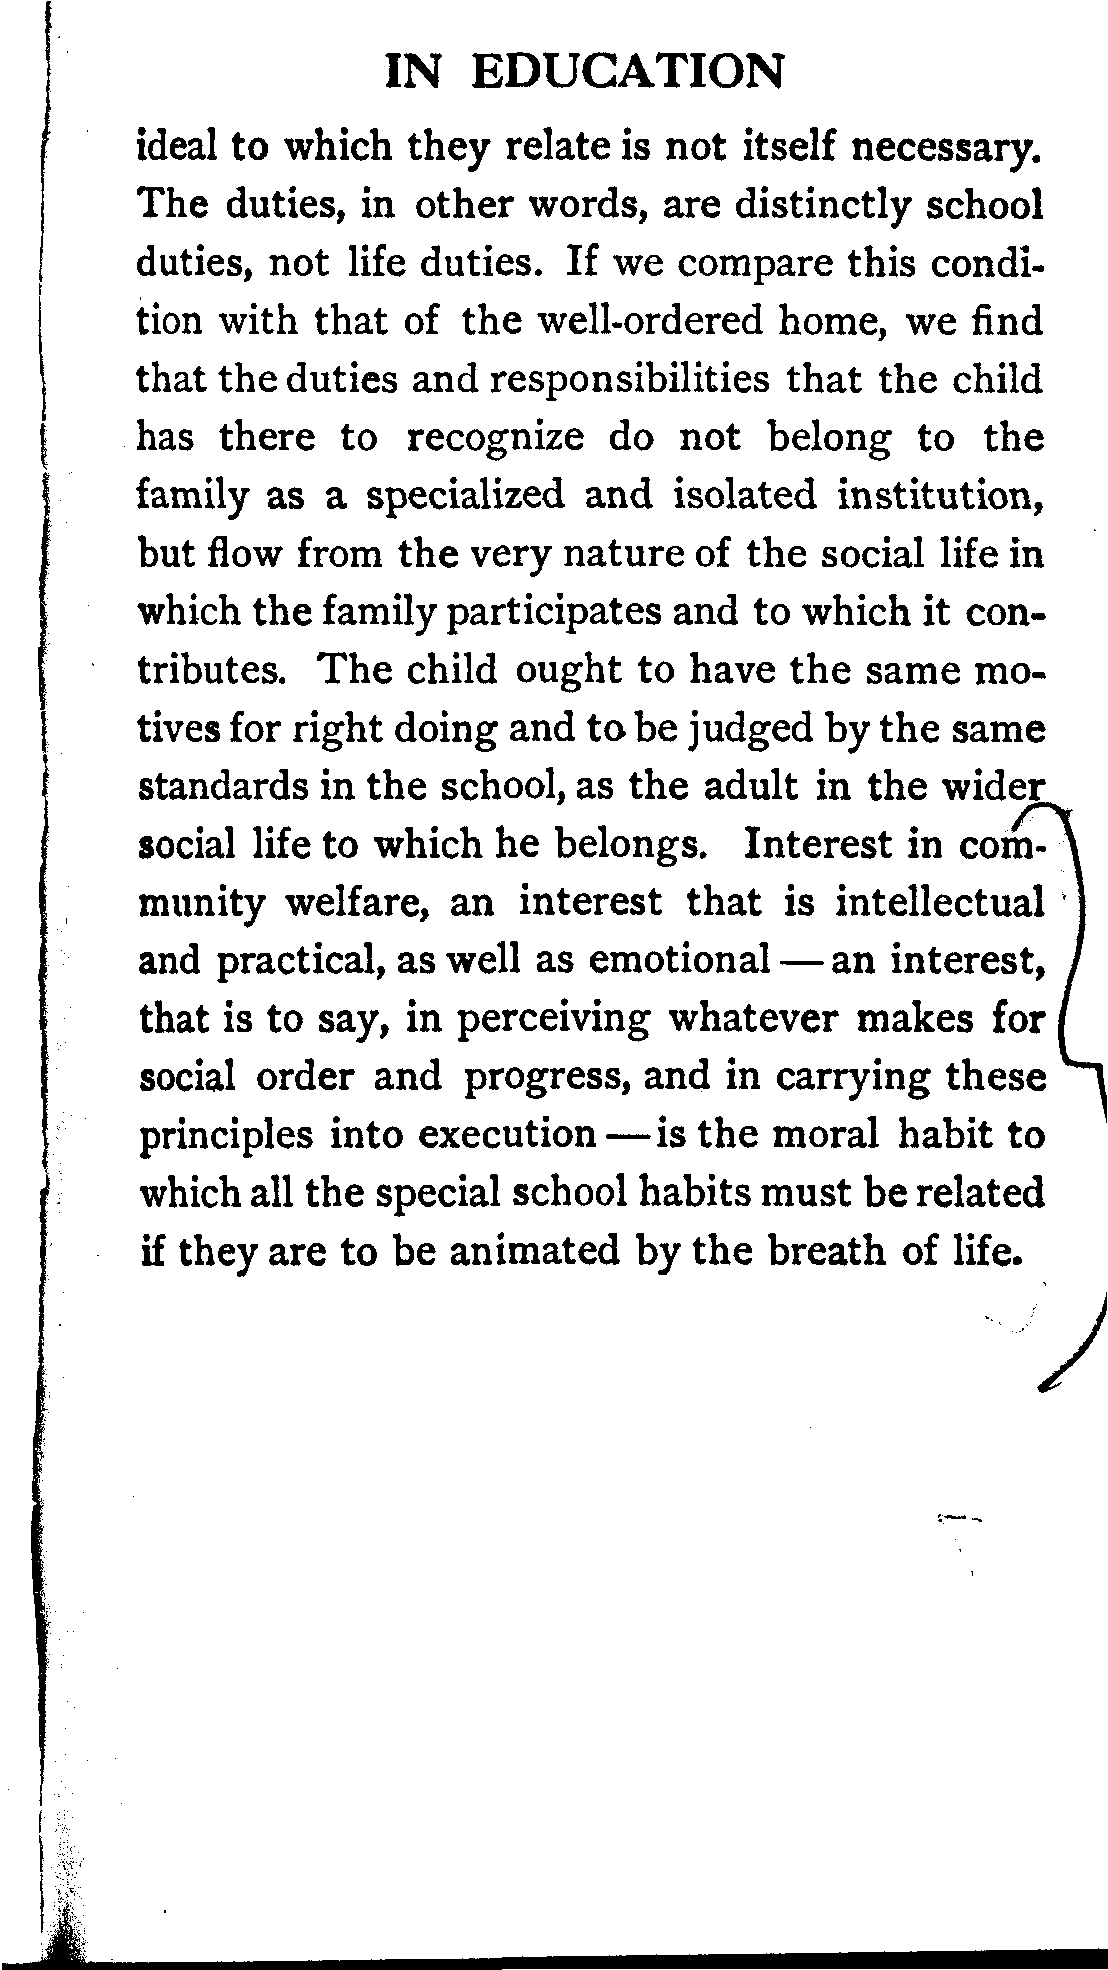 IN EDUCATION
ideal to which they relate is not itself necessary.
The duties, in other words, are distinctly school
duties, not life duties. If we compare this condi-
tion with that of the well-ordered home, we find
that the duties and responsibilities that the child
has there to recognize do not belong to the
family as a specialized and isolated institution,
but flow from the very nature of the social life in
which the family participates and to which it con-
tributes. The child ought to have the same mo-
tives for right doing and to be judged by the same
standards in the school, as the adult in the wider
social life to which he belongs. Interest in com-
munity welfare, an interest that is intellectual
and practical, as well as emotional — an interest,
that is to say, in perceiving whatever makes for
social order and progress, and in carrying these
principles into execution — is the moral habit to
which all the special school habits must be related
if they are to be animated by the breath of life.